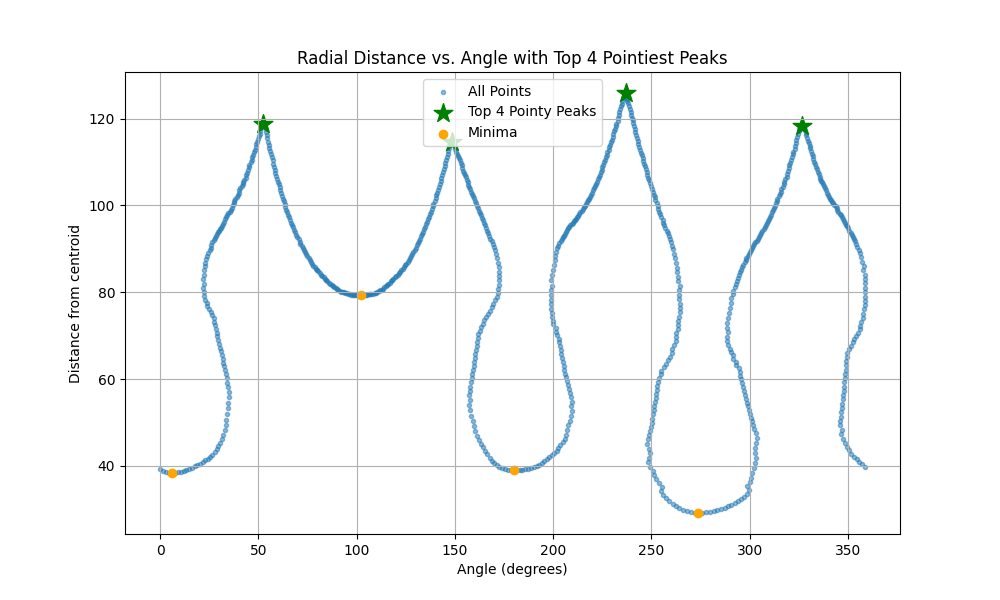 Radial Distance vs. Angle with Top 4 Pointiest Peaks
All Points
Top 4 Pointy Peaks
Minima
Distance from centroid
120
100
80
60
40
0 50 100 150 200 250 300 350
Angle (degrees)